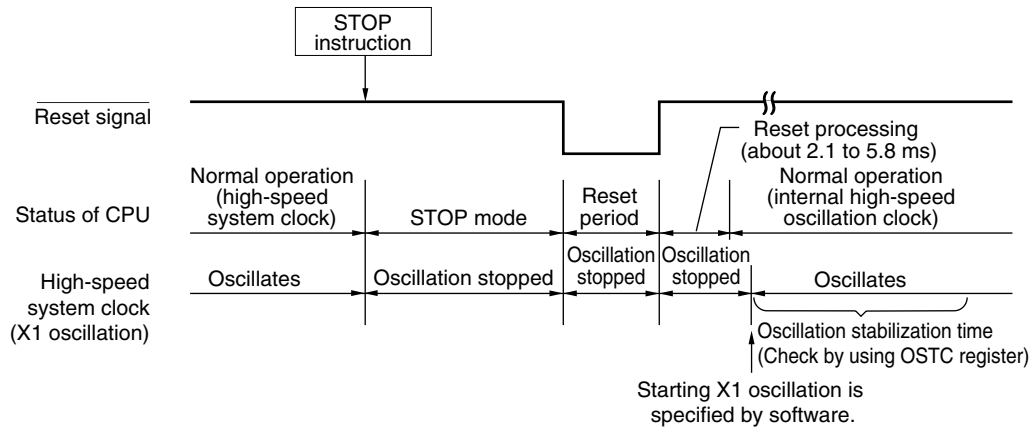 STOP
instruction
Reset signal
Reset processing
(about 2.1 to 5.8 ms)
Status of CPU
Normal operation
(high-speed
system clock)
STOP mode
Reset
period
Normal operation
(internal high-speed
oscillation clock)
High-speed
system clock
(X1 oscillation)
Oscillates
Oscillation stopped
Oscillation
stopped
Oscillation
stopped
Oscillates
Oscillation stabilization time
(Check by using OSTC register)
Starting X1 oscillation is
specified by software.